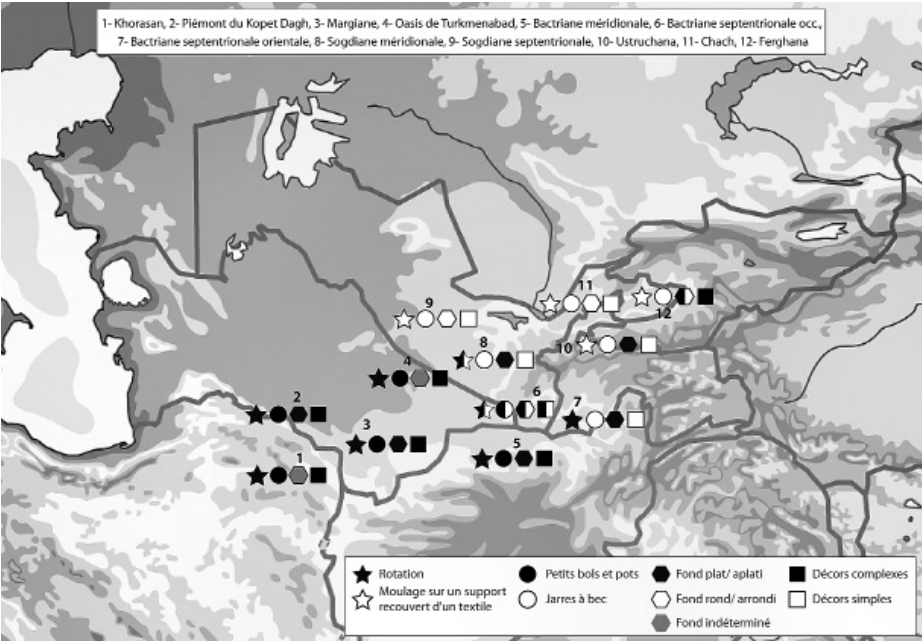 1- Khorasan, 2- Piémont du Kopet Dagh, 3- Margiane, 4- Oasis de Turkmenabad, 5- Bactriane méridionale, 6- Bactriane septentrionale occ.,
7- Bactriane septentrionale orientale, 8- Sogdiane méridionale, 9- Sogdiane septentrionale, 10- Ustruchana, 11- Chach, 12- Ferghana
11
9
12
8
10
4
2
6
7
3
5
1
Rotation
Moulage sur un support
recouvert d'un textile
Petits bols et pots
Jarres à bec
Fond plat/ aplati
Fond rond/ arrondi
Fond indéterminé
Décors complexes
Décors simples